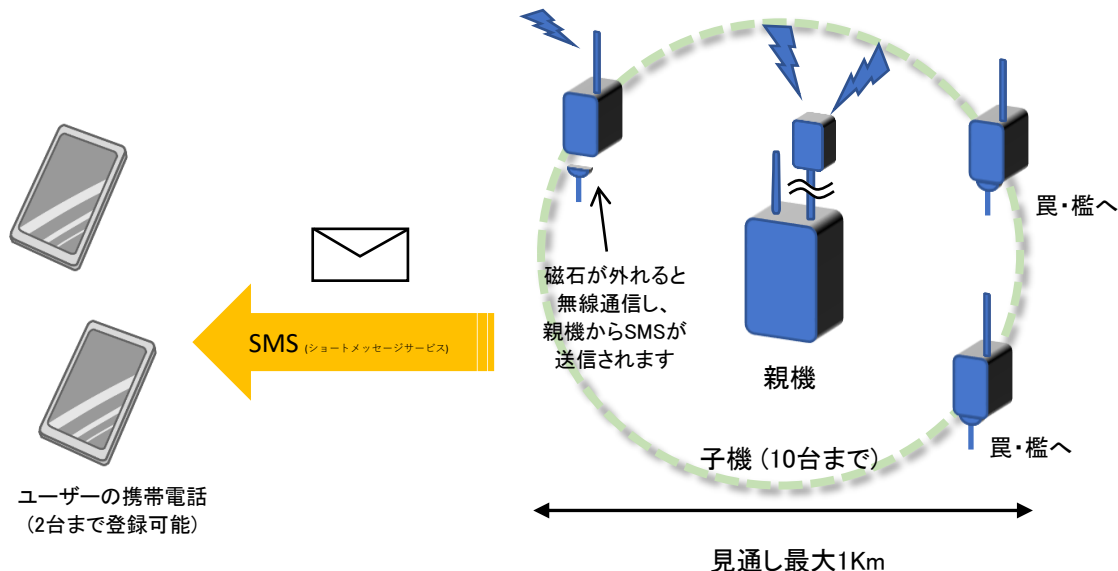 罠・檻へ
磁石が外れると
無線通信し、
親機からSMSが
送信されます
SMS (ショートメッセージサービス)
親機
罠・檻へ
子機 (10台まで)
ユーザーの携帯電話
(2台まで登録可能)
見通し最大1Km